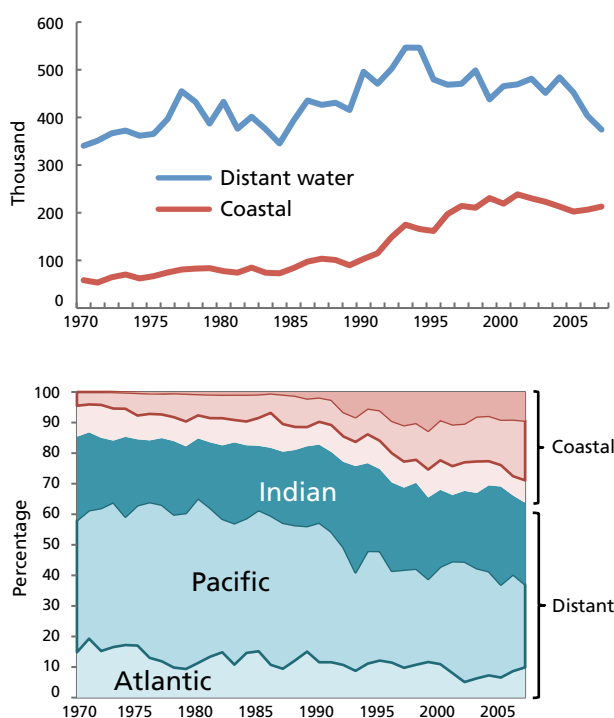 600
500
400
300
200
100
0
Thousand
Distant water
Coastal
1970 1975 1980 1985 1990 1995 2000 2005
100
90
80
70
60
50
40
30
20
10
0
Percentage
Indian
Pacific
Atlantic
Coastal
Distant
1970 1975 1980 1985 1990 1995 2000 2005